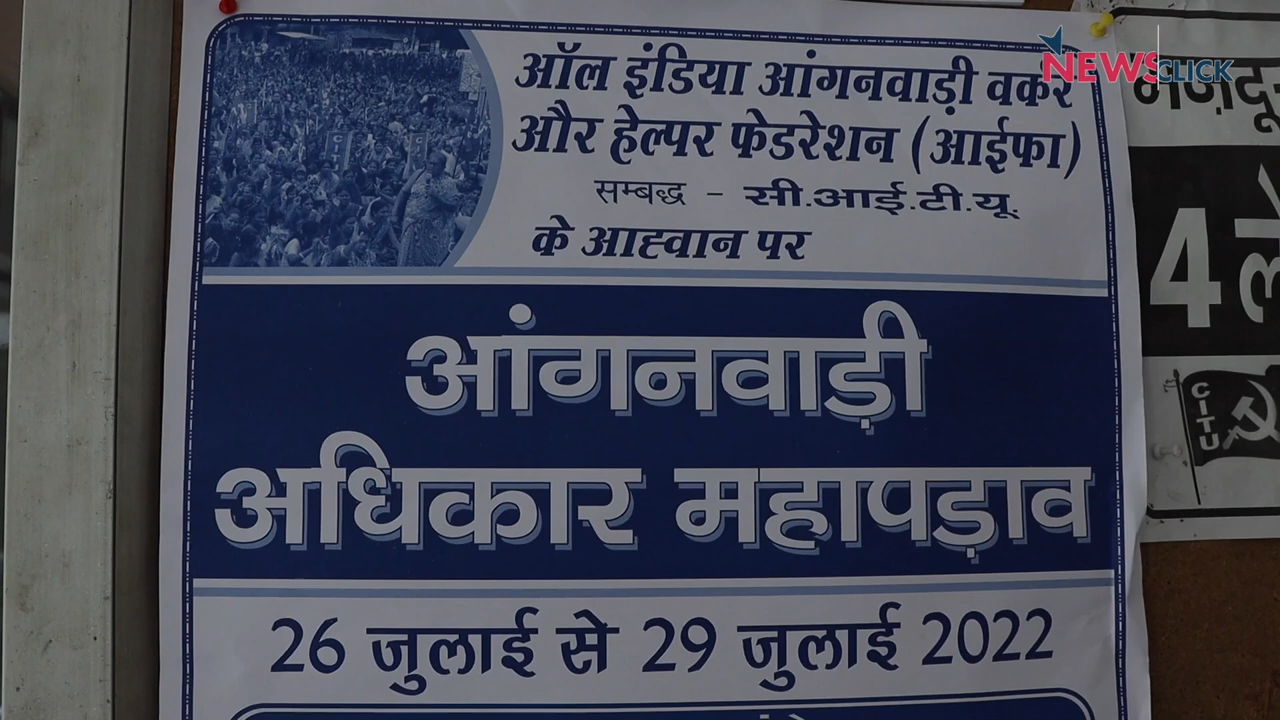 ऑल इंडिया आंगनवाड़ी वर्कर
और हेल्पर फेडरेशन (आईफा)
सम्बद्ध - सी.आई.टी.यू.
के आह्वान पर
आंगनवाड़ी
अधिकार महापड़ाव
26 जुलाई से 29 जुलाई 2022
NEWSCLICK
4
CITU